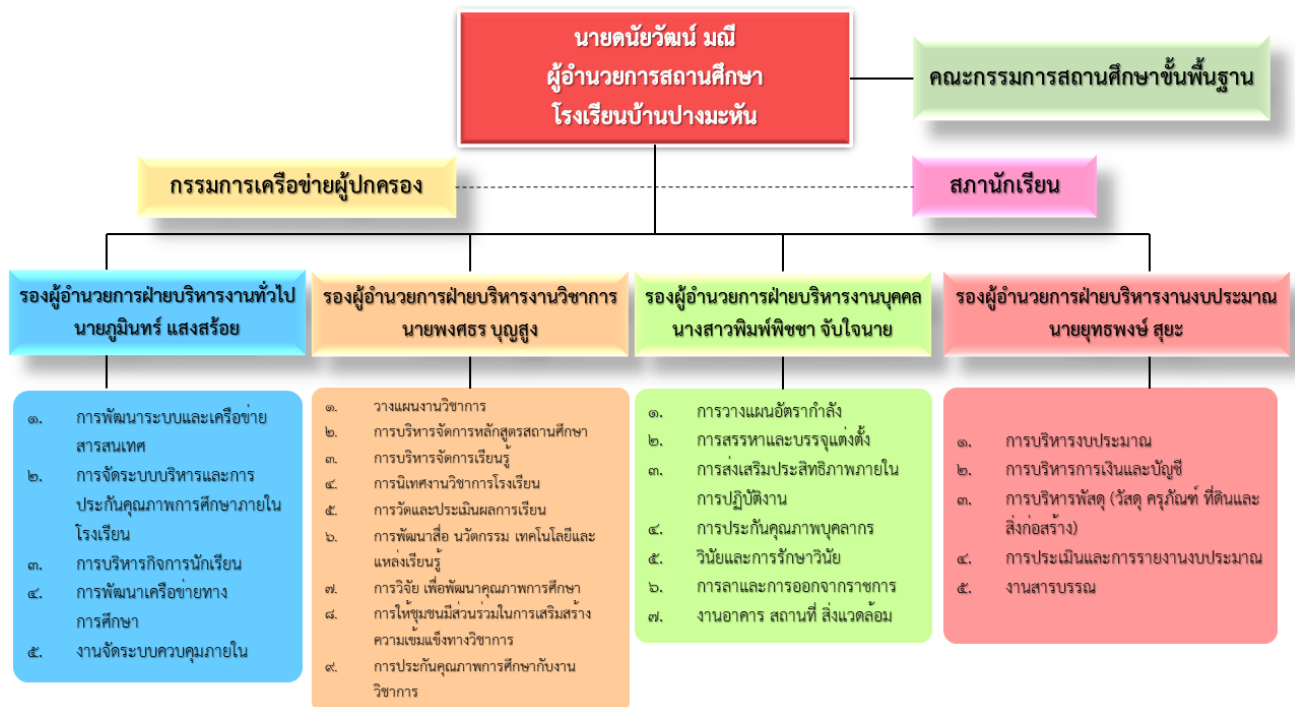 นายดนัยวัฒน์ มณี
ผู้อำนวยการสถานศึกษา
โรงเรียนบ้านปางมะหัน
คณะกรรมการสถานศึกษาขั้นพื้นฐาน
กรรมการเครือข่ายผู้ปกครอง
สภานักเรียน
รองผู้อำนวยการฝ่ายบริหารงานทั่วไป
นายภูมินทร์ แสงสร้อย
รองผู้อำนวยการฝ่ายบริหารงานวิชาการ
นายพงศธร บุญสูง
รองผู้อำนวยการฝ่ายบริหารงานบุคคล
นางสาวพิมพ์พิชชา จับใจนาย
รองผู้อำนวยการฝ่ายบริหารงานงบประมาณ
นายยุทธพงษ์ สุยะ
๑. การพัฒนาระบบและเครือข่าย
สารสนเทศ
๒. การจัดระบบบริหารและการ
ประกันคุณภาพการศึกษาภายใน
โรงเรียน
๓. การบริหารกิจการนักเรียน
๔. การพัฒนาเครือข่ายทาง
การศึกษา
๕. งานจัดระบบควบคุมภายใน
๑. วางแผนงานวิชาการ
๒. การบริหารจัดการหลักสูตรสถานศึกษา
๓. การบริหารจัดการเรียนรู้
๔. การนิเทศงานวิชาการโรงเรียน
๕. การวัดและประเมินผลการเรียน
๖. การพัฒนาสื่อ นวัตกรรม เทคโนโลยีและ
แหล่งเรียนรู้
๗. การวิจัย เพื่อพัฒนาคุณภาพการศึกษา
๘. การให้ชุมชนมีส่วนร่วมในการเสริมสร้าง
ความเข้มแข็งทางวิชาการ
๙. การประกันคุณภาพการศึกษากับงาน
วิชาการ
๑. การวางแผนอัตรากำลัง
๒. การสรรหาและบรรจุแต่งตั้ง
๓. การส่งเสริมประสิทธิภาพภายใน
การปฏิบัติงาน
๔. การประกันคุณภาพบุคลากร
๕. วินัยและการรักษาวินัย
๖. การลาและการออกจากราชการ
๗. งานอาคาร สถานที่ สิ่งแวดล้อม
๑. การบริหารงบประมาณ
๒. การบริหารการเงินและบัญชี
๓. การบริหารพัสดุ (วัสดุ ครุภัณฑ์ ที่ดินและ
สิ่งก่อสร้าง)
๔. การประเมินและการรายงานงบประมาณ
๕. งานสารบรรณ